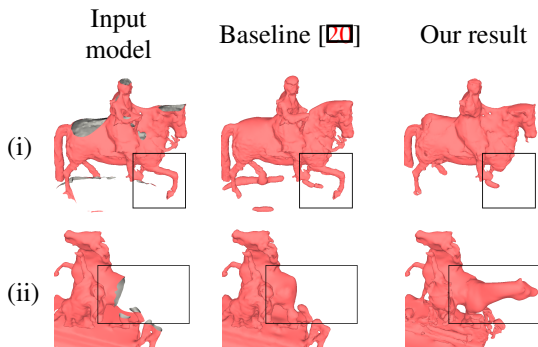 Input model
Baseline [20]
Our result
(i)
(ii)